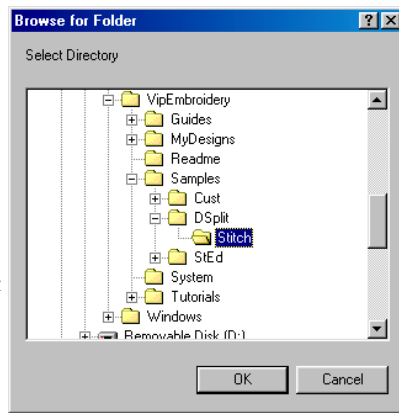 Browse for Folder
Select Directory
VipEmbroidery
Guides
MyDesigns
Readme
Samples
Cust
DSplit
Stitch
StEd
System
Tutorials
Windows
Removable Disk (D:)
OK Cancel